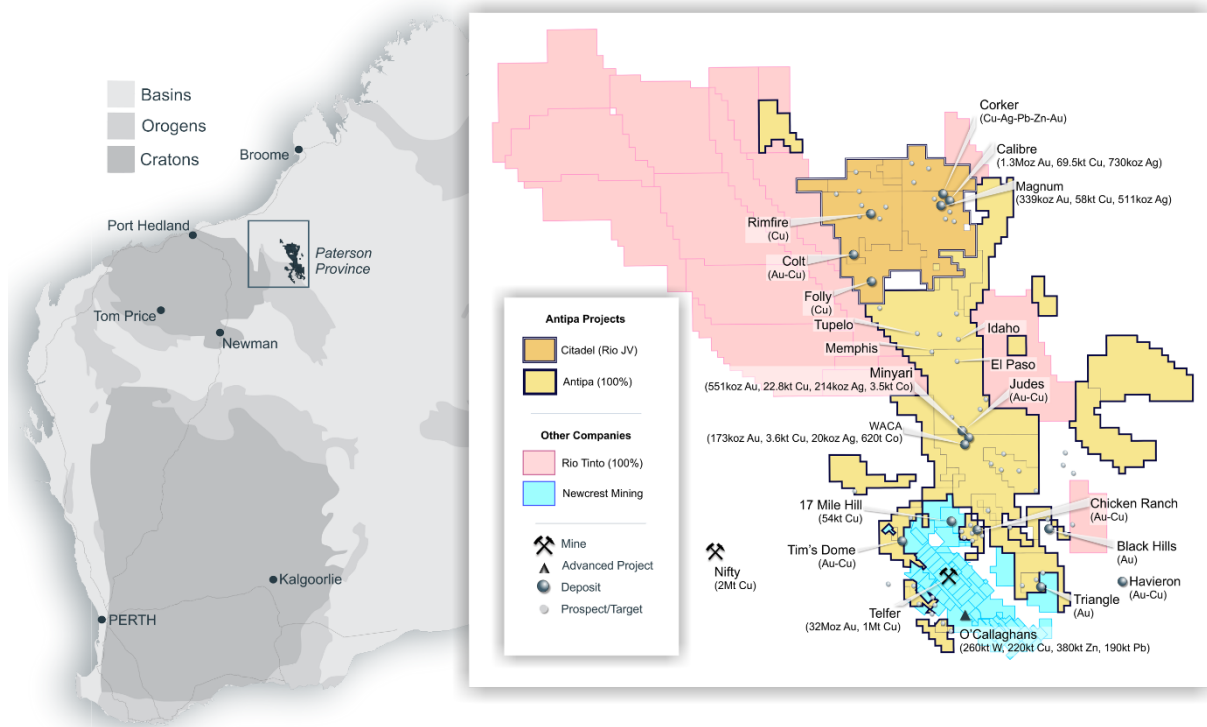 Basins
Orogens
Cratons
Broome
Port Hedland
Paterson
Province
Tom Price
Newman
Kalgoorlie
PERTH
Corker
(Cu-Ag-Pb-Zn-Au)
Calibre
(1.3Moz Au, 69.5kt Cu, 730koz Ag)
Magnum
(339koz Au, 58kt Cu, 511koz Ag)
Rimfire
(Cu)
Colt
(Au-Cu)
Folly
(Cu)
Tupelo
Idaho
Memphis
El Paso
Minyari
(551koz Au, 22.8kt Cu, 214koz Ag, 3.5kt Co)
Judes
(Au-Cu)
WACA
(173koz Au, 3.6kt Cu, 20koz Ag, 620t Co)
17 Mile Hill
(54kt Cu)
Chicken Ranch
(Au-Cu)
Tim's Dome
(Au-Cu)
Black Hills
(Au)
Nifty
(2Mt Cu)
Havieron
(Au-Cu)
Triangle
(Au)
Telfer
(32Moz Au, 1Mt Cu)
O'Callaghans
(260kt W, 220kt Cu, 380kt Zn, 190kt Pb)
Antipa Projects
Citadel (Rio JV)
Antipa (100%)
Other Companies
Rio Tinto (100%)
Newcrest Mining
Mine
Advanced Project
Deposit
Prospect/Target